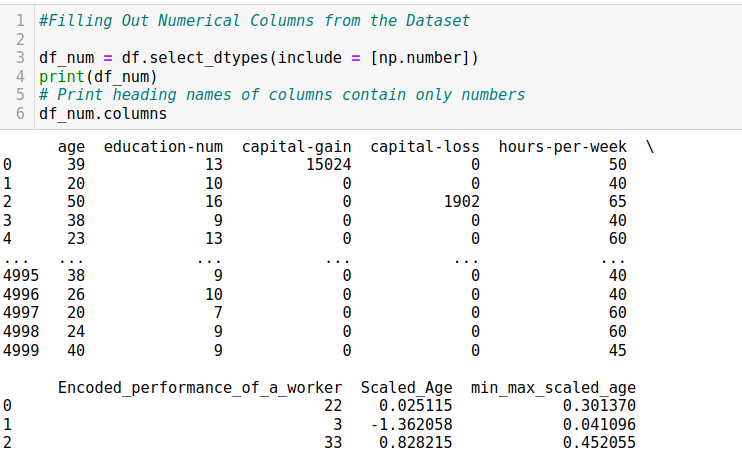 1 #Filling Out Numerical Columns from the Dataset
2
3 df_num = df.select_dtypes(include = [np.number])
4 print(df_num)
5 # Print heading names of columns contain only numbers
6 df_num.columns
age education-num capital-gain capital-loss hours-per-week \
0 39 13 15024 0 50
1 20 10 0 0 40
2 50 16 0 1902 65
3 38 9 0 0 40
4 23 13 0 0 60
... ... ... ... ... ...
4995 38 9 0 0 40
4996 26 10 0 0 40
4997 20 7 0 0 60
4998 24 9 0 0 60
4999 40 9 0 0 45
Encoded_performance_of_a_worker Scaled_Age min_max_scaled_age
0 22 0.025115 0.301370
1 3 -1.362058 0.041096
2 33 0.828215 0.452055